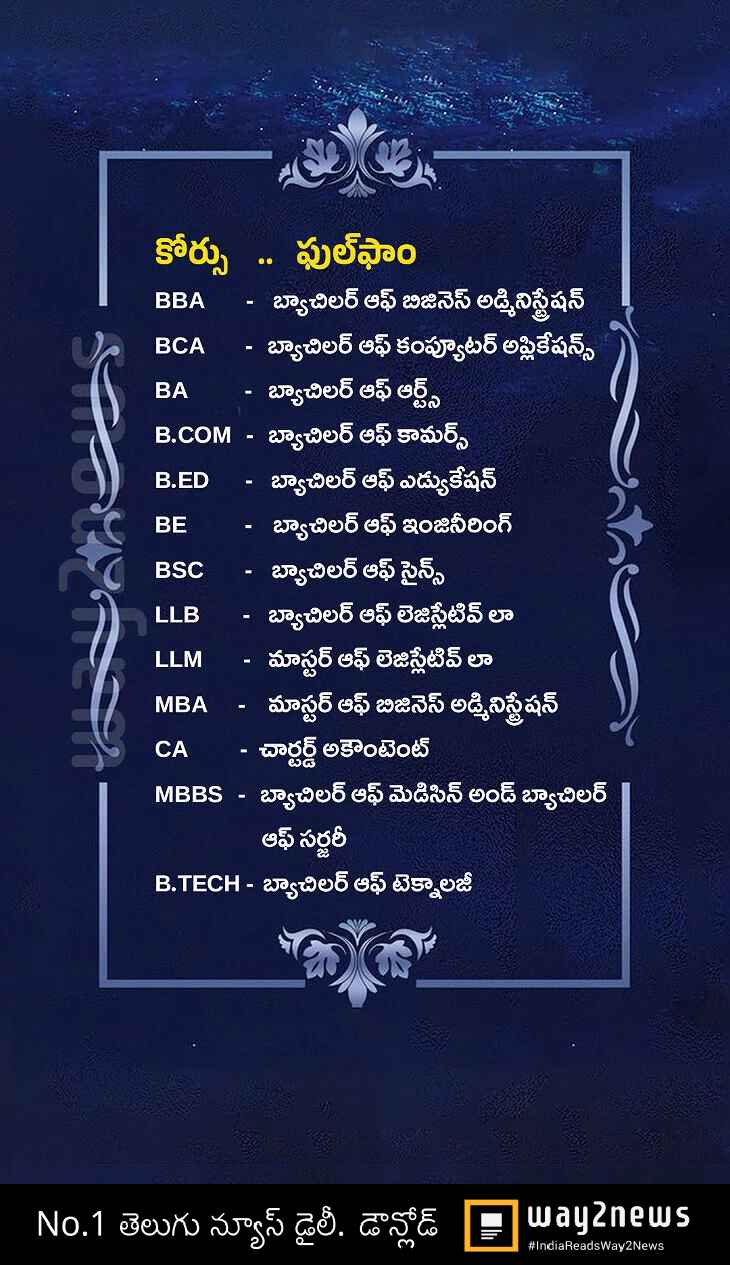 కోర్సు .. ఫుల్‌ఫాం
BBA - బ్యాచిలర్ ఆఫ్ బిజినెస్ అడ్మినిస్ట్రేషన్
BCA - బ్యాచిలర్ ఆఫ్ కంప్యూటర్ అప్లికేషన్స్
BA - బ్యాచిలర్ ఆఫ్ ఆర్ట్స్
B.COM - బ్యాచిలర్ ఆఫ్ కామర్స్
B.ED - బ్యాచిలర్ ఆఫ్ ఎడ్యుకేషన్
BE - బ్యాచిలర్ ఆఫ్ ఇంజినీరింగ్
BSC - బ్యాచిలర్ ఆఫ్ సైన్స్
LLB - బ్యాచిలర్ ఆఫ్ లెజిస్లేటివ్ లా
LLM - మాస్టర్ ఆఫ్ లెజిస్లేటివ్ లా
MBA - మాస్టర్ ఆఫ్ బిజినెస్ అడ్మినిస్ట్రేషన్
CA - చార్టర్డ్ అకౌంటెంట్
MBBS - బ్యాచిలర్ ఆఫ్ మెడిసిన్ అండ్ బ్యాచిలర్
ఆఫ్ సర్జరీ
B.TECH - బ్యాచిలర్ ఆఫ్ టెక్నాలజీ
way2news
No.1 తెలుగు న్యూస్ డైలీ. డౌన్లోడ్
way2news
#IndiaReadsWay2News